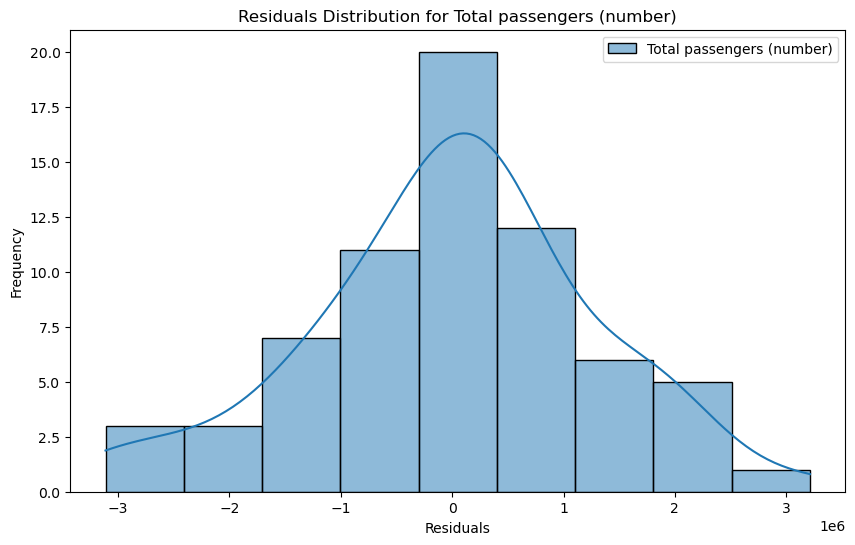 Residuals Distribution for Total passengers (number)
Total passengers (number)
20.0
17.5
15.0
12.5
10.0
7.5
5.0
2.5
0.0
Frequency
−3 −2 −1 0 1 2 3
1e6
Residuals